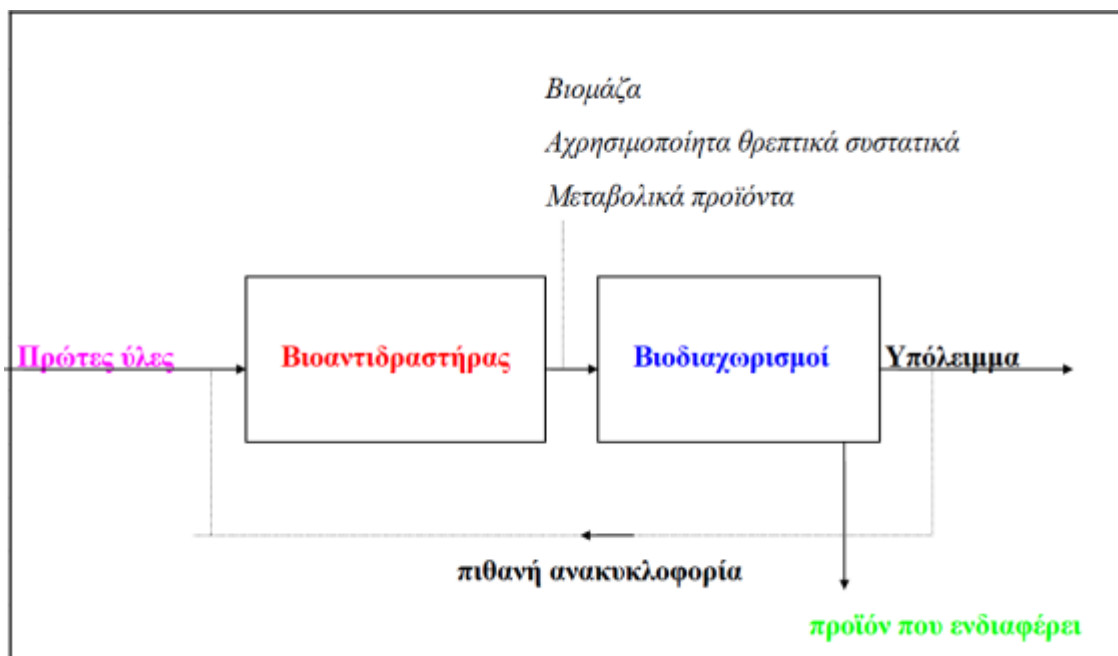 Βιομάζα
Αχρησιμοποίητα θρεπτικά συστατικά
Μεταβολικά προϊόντα
Πρώτες ύλες
Βιοαντιδραστήρας
Βιοδιαχωρισμοί
Υπόλειμμα
πιθανή ανακυκλοφορία
προϊόν που ενδιαφέρει